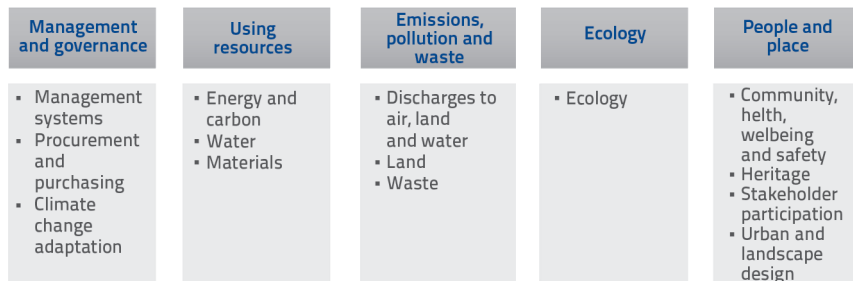 Management
and governance
Using
resources
Emissions,
pollution and
waste
Ecology
People and
place
▪ Management
systems
▪ Procurement
and
purchasing
▪ Climate
change
adaptation
▪ Energy and
carbon
▪ Water
▪ Materials
▪ Discharges to
air, land
and water
▪ Land
▪ Waste
▪ Ecology
▪ Community,
helth,
welbeing
and safety
▪ Heritage
▪ Stakeholder
participation
▪ Urban and
landscape
design